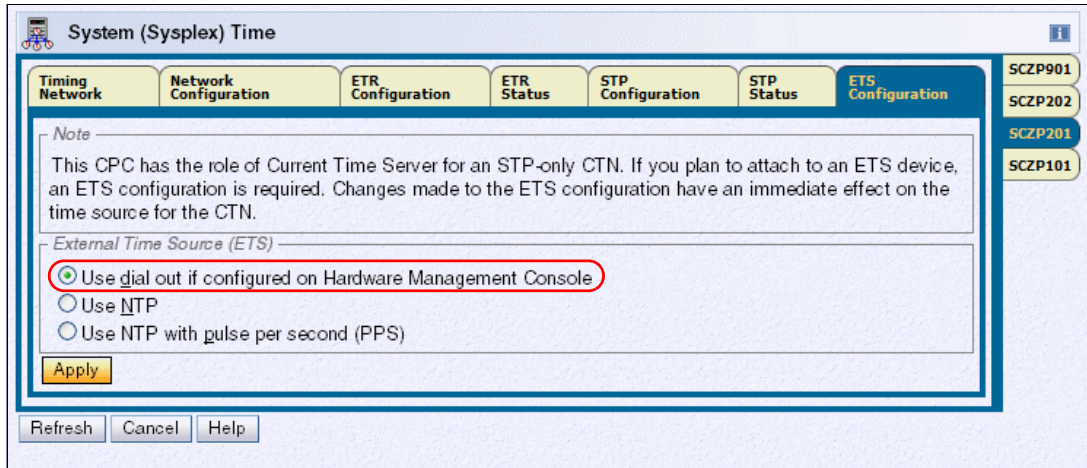 System (Sysplex) Time
i
Timing
Network
Network
Configuration
ETR
Configuration
ETR
Status
STP
Configuration
STP
Status
ETS
Configuration
SCZP901
SCZP202
SCZP201
SCZP101
Note
This CPC has the role of Current Time Server for an STP-only CTN. If you plan to attach to an ETS device,
an ETS configuration is required. Changes made to the ETS configuration have an immediate effect on the
time source for the CTN.
External Time Source (ETS)
Use dial out if configured on Hardware Management Console
Use NTP
Use NTP with pulse per second (PPS)
Apply
Refresh
Cancel
Help